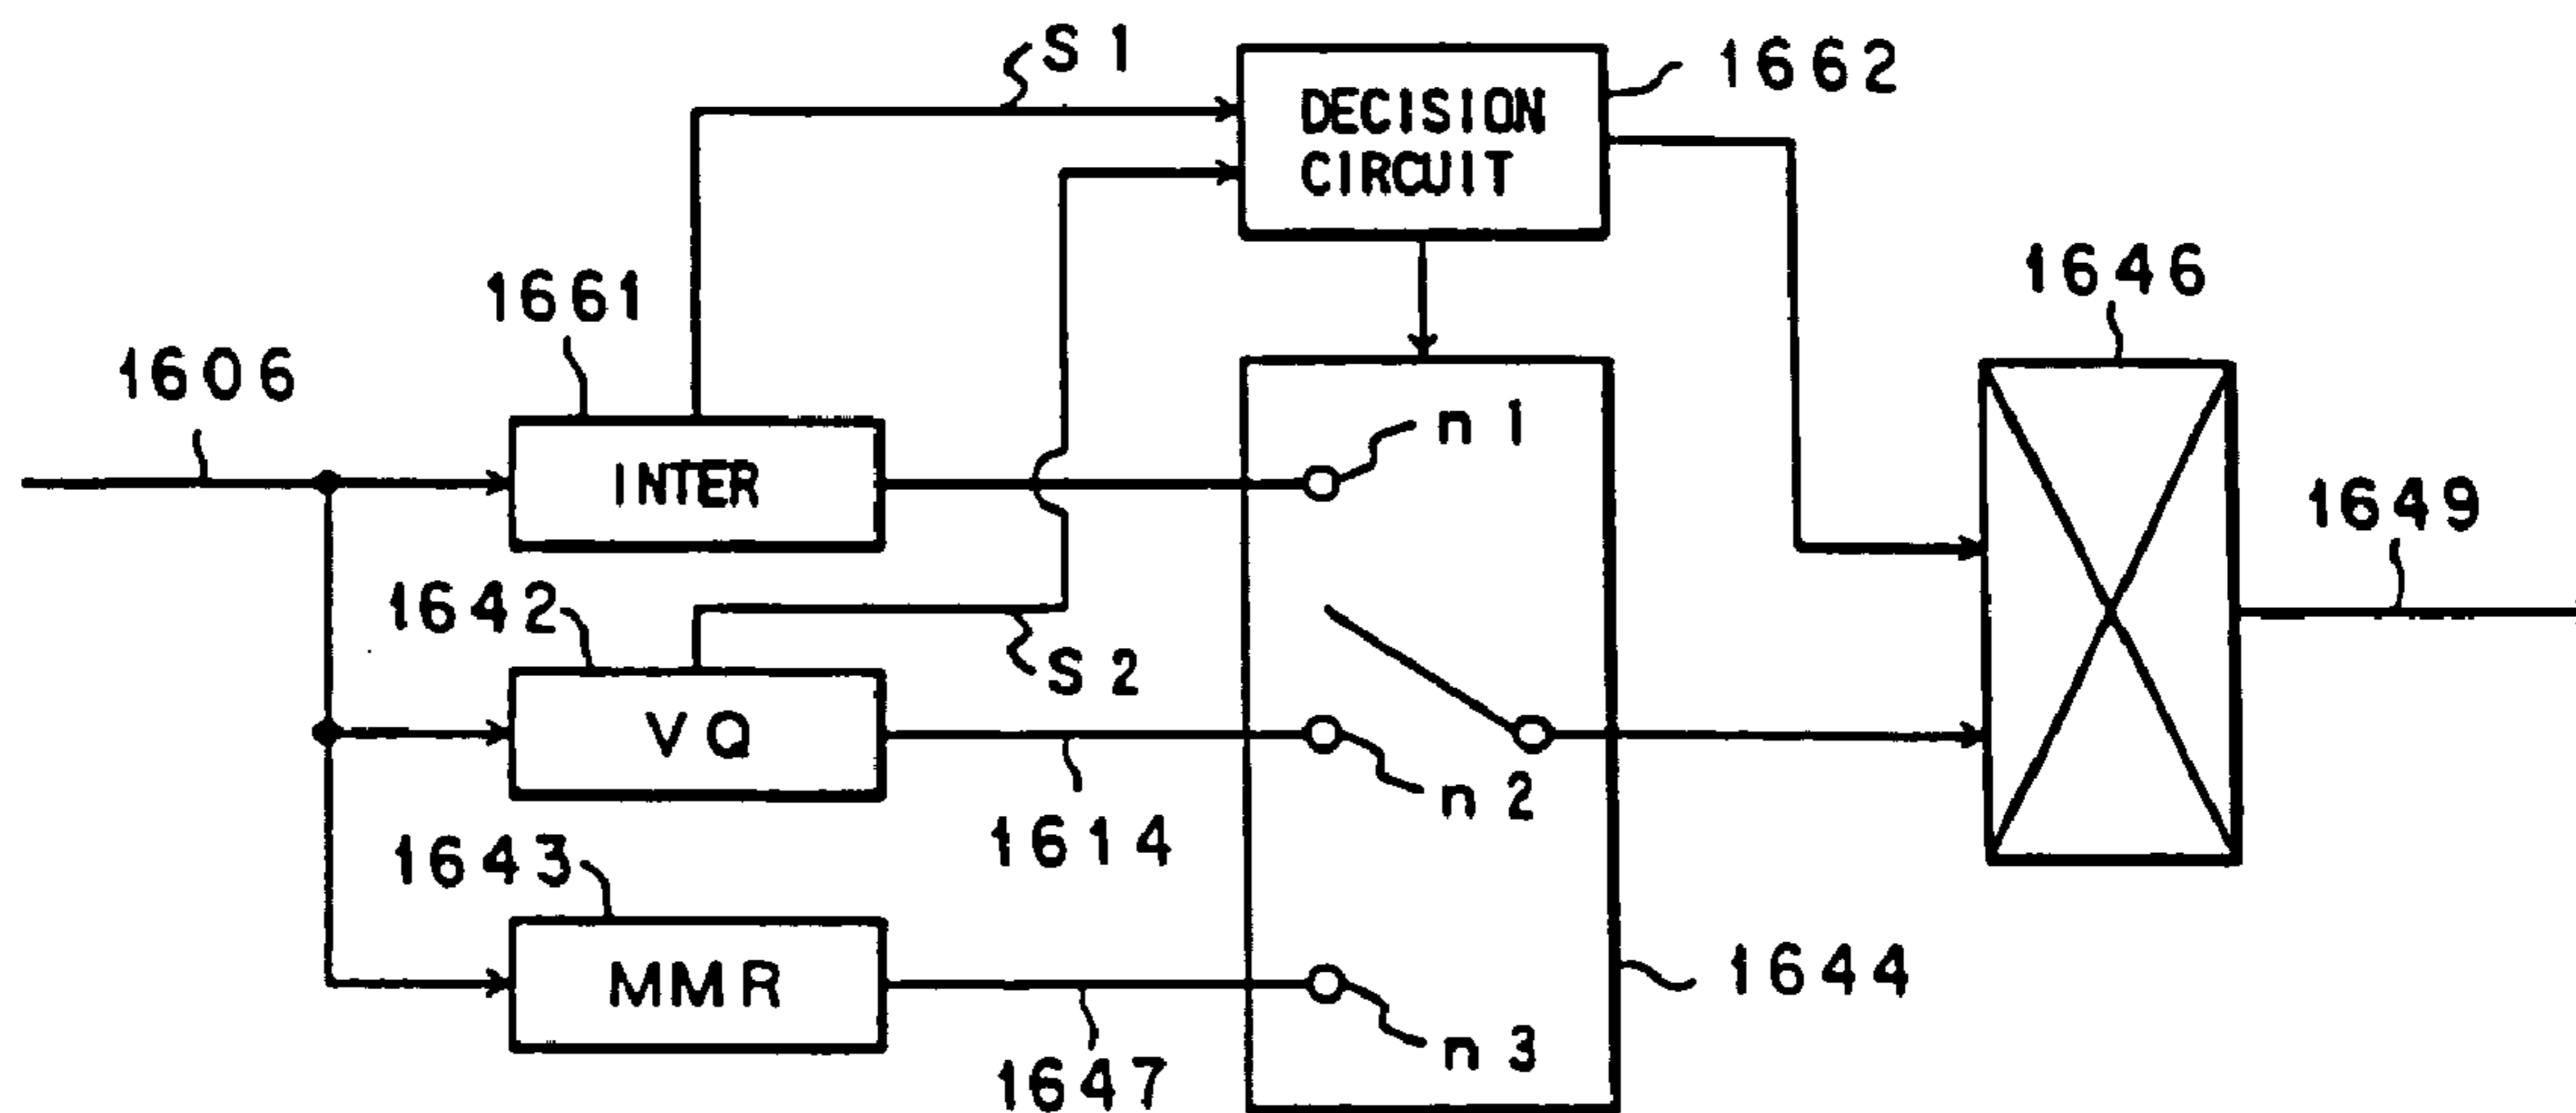 S1
1662
DECISION
CIRCUIT
1661
1646
1606
INTER
n1
1649
1642
S2
VQ
n2
1614
1643
1644
MMR
n3
1647